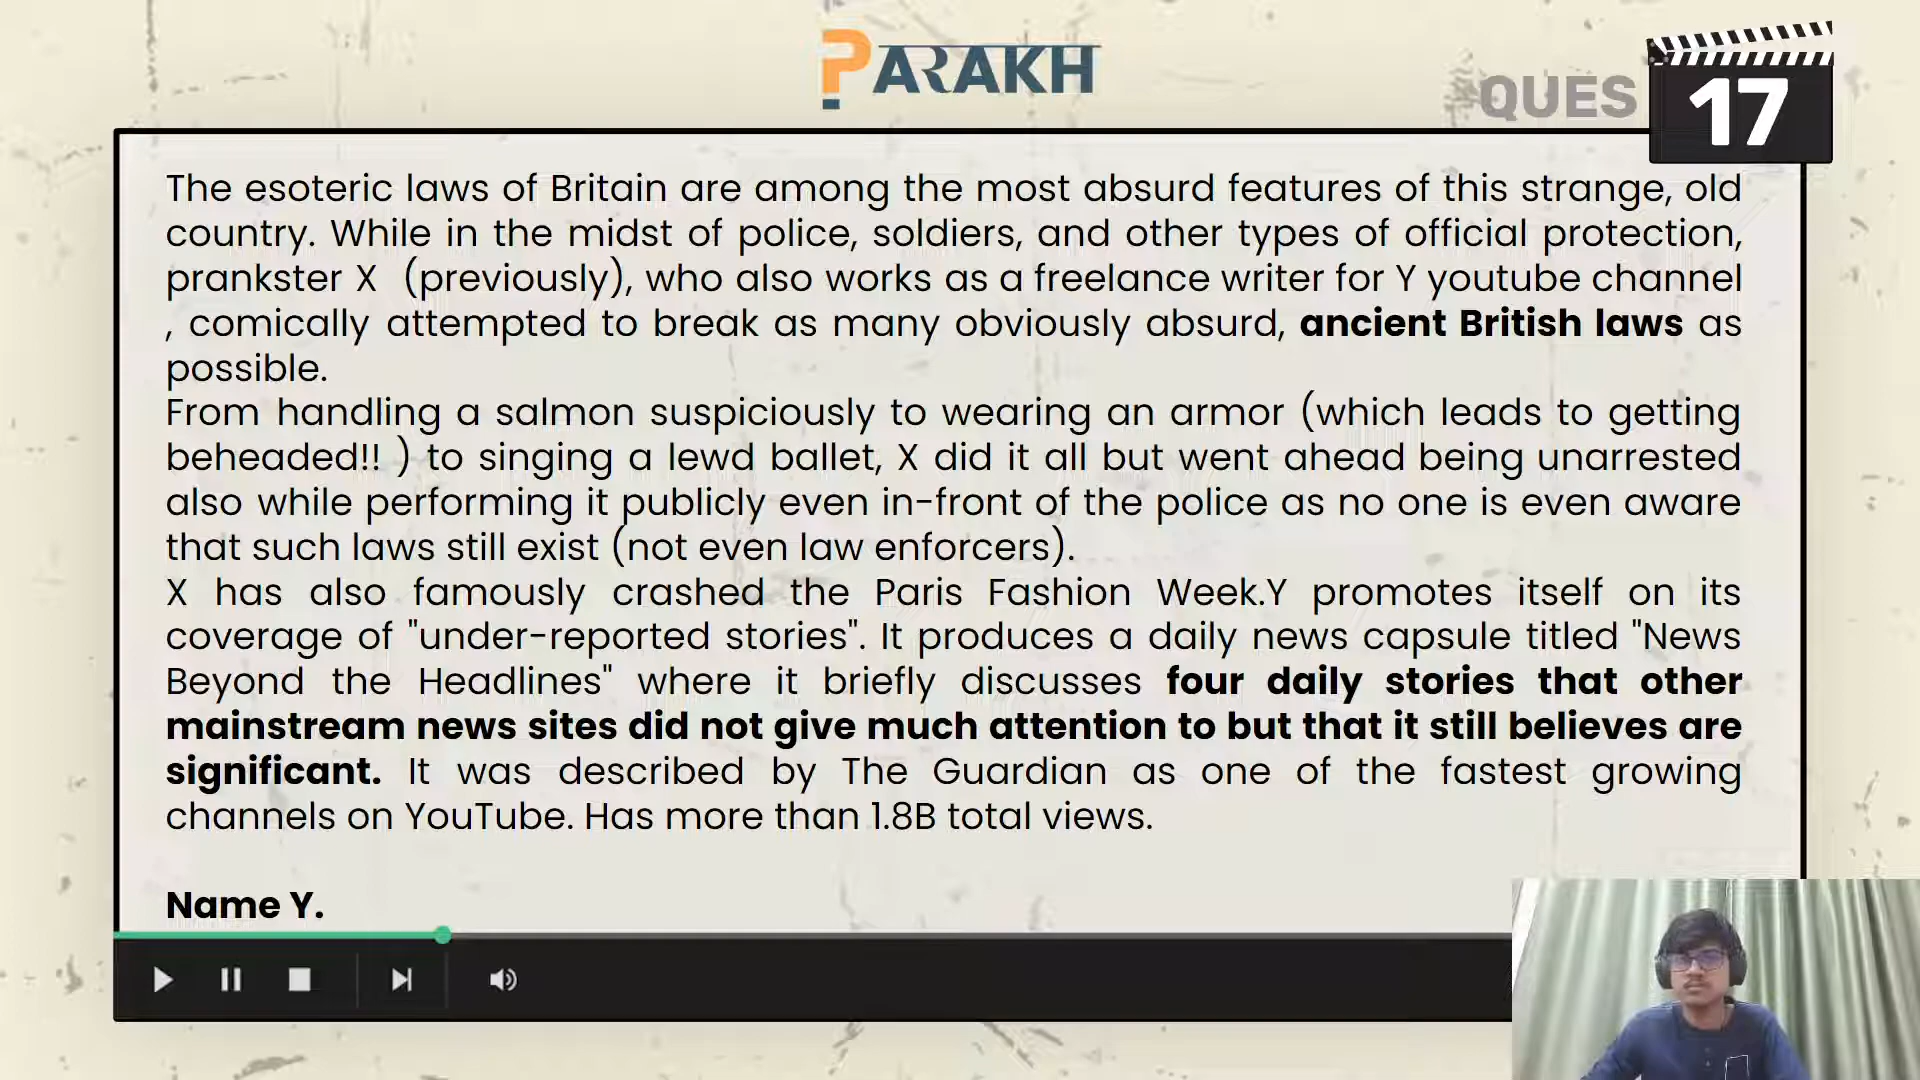 ?ARAKH
QUES 17
The esoteric laws of Britain are among the most absurd features of this strange, old
country. While in the midst of police, soldiers, and other types of official protection,
prankster X (previously), who also works as a freelance writer for Y youtube channel
, comically attempted to break as many obviously absurd, ancient British laws as
possible.
From handling a salmon suspiciously to wearing an armor (which leads to getting
beheaded!! ) to singing a lewd ballet, X did it all but went ahead being unarrested
also while performing it publicly even in-front of the police as no one is even aware
that such laws still exist (not even law enforcers).
X has also famously crashed the Paris Fashion Week.Y promotes itself on its
coverage of "under-reported stories". It produces a daily news capsule titled "News
Beyond the Headlines" where it briefly discusses four daily stories that other
mainstream news sites did not give much attention to but that it still believes are
significant. It was described by The Guardian as one of the fastest growing
channels on YouTube. Has more than 1.8B total views.
Name Y.